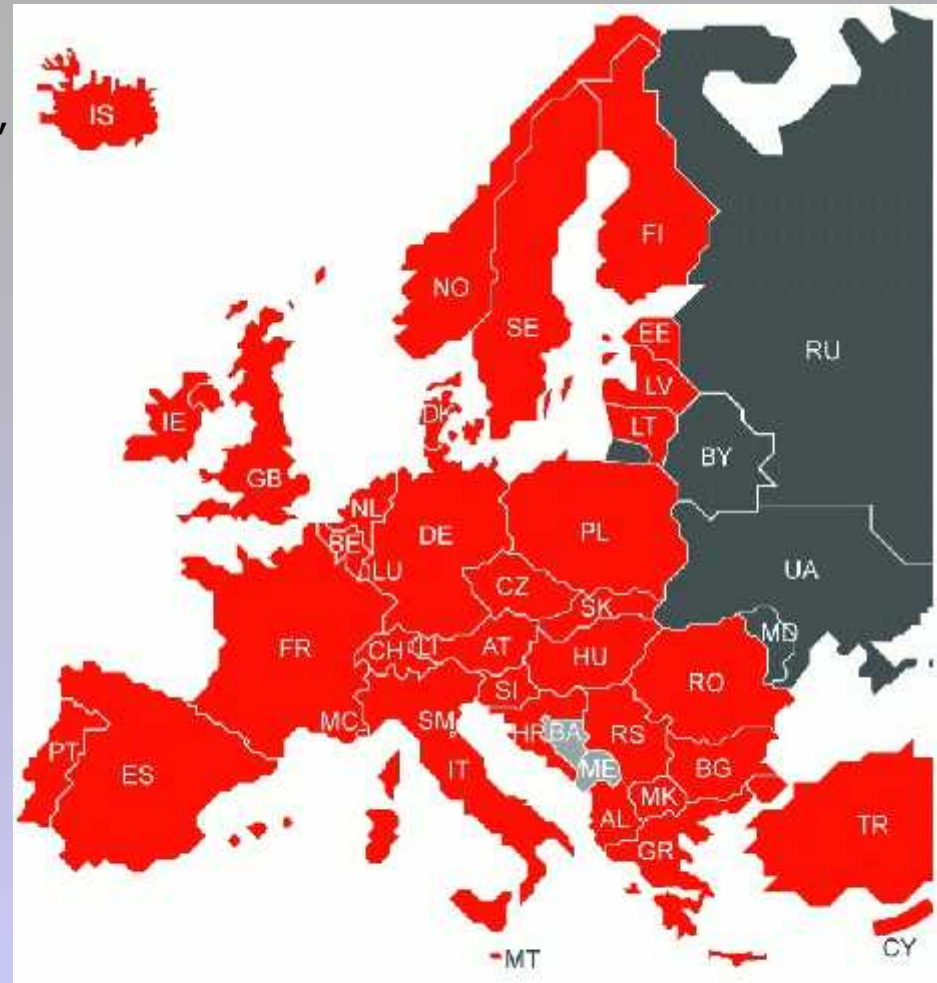 IS
,
FI
NO
SE
EE
RU
LV
DK
IE
LT
BY
GB
NL
PL
DE
BE
LU
UA
CZ
SK
MD
FR
CH
LT
AT
HU
RO
SI
MC
SM
HR
BA
RS
PT
ES
IT
ME
BG
MK
AL
TR
GR
CY
MT